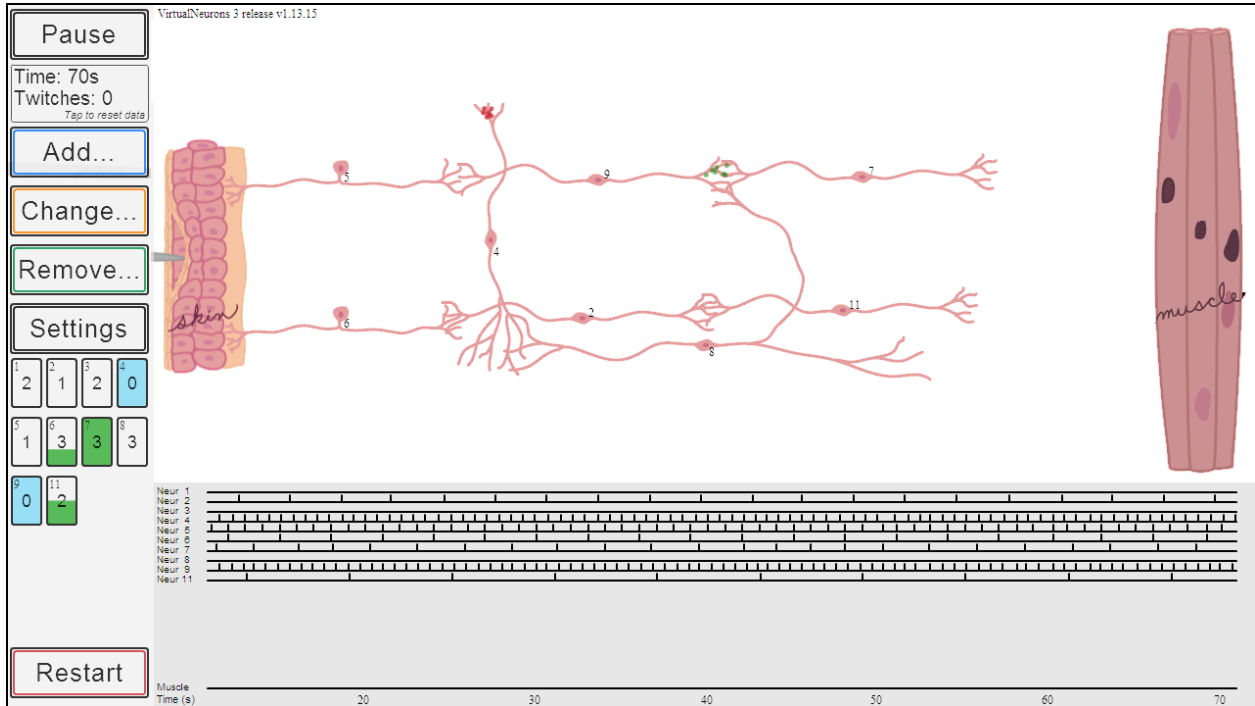 VirtualNeurons 3 release v1.13.15
Pause
Time: 70s
Twitches: 0
Tap to reset data
Add...
Change...
Remove...
Settings
1 2 2 1 3 2 4 0
5 1 6 3 7 3 8 3
9 0 11 2
Restart
5
9
7
4
6
2
11
8
skin
muscle
Neur 1
Neur 2
Neur 3
Neur 4
Neur 5
Neur 6
Neur 7
Neur 8
Neur 9
Neur 11
Muscle
Time (s) 20 30 40 50 60 70